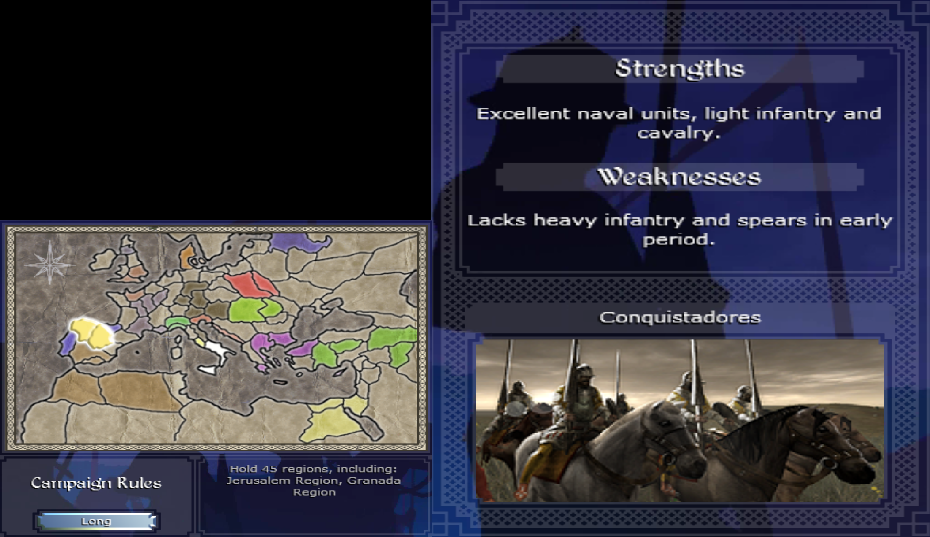 Strengths
Excellent naval units, light infantry and
cavalry.
Weaknesses
Lacks heavy infantry and spears in early
period.
Conquistadores
Campaign Rules
Long
Hold 45 regions, including:
Jerusalem Region, Granada
Region